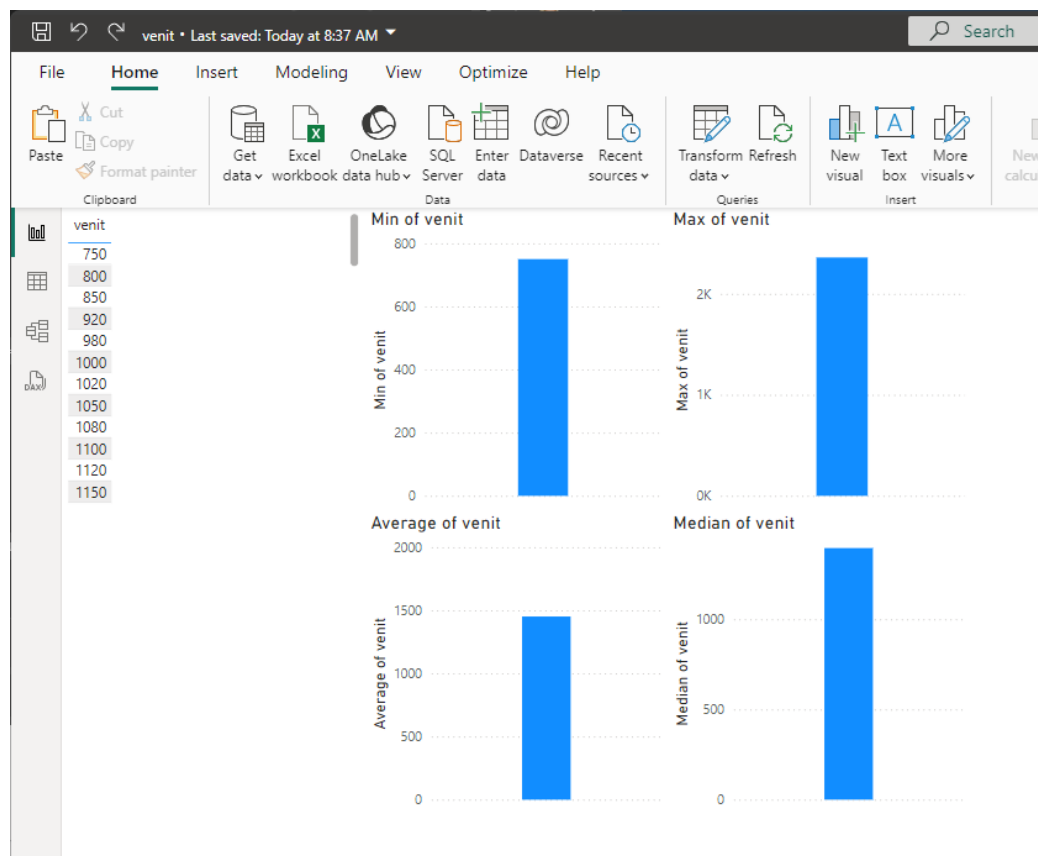 venit • Last saved: Today at 8:37 AM
Search
File Home Insert Modeling View Optimize Help
Paste
Cut
Copy
Format painter
Clipboard
Get data
Excel workbook
OneLake data hub
SQL Server
Enter data
Dataverse
Recent sources
Data
Transform data
Refresh
Queries
New visual
Text box
More visuals
Insert
New
DAX
venit
750
800
850
920
980
1000
1020
1050
1080
1100
1120
1150
Min of venit
Min of venit
800
600
400
200
0
Max of venit
Max of venit
2K
1K
0K
Average of venit
Average of venit
2000
1500
1000
500
0
Median of venit
Median of venit
1000
500
0